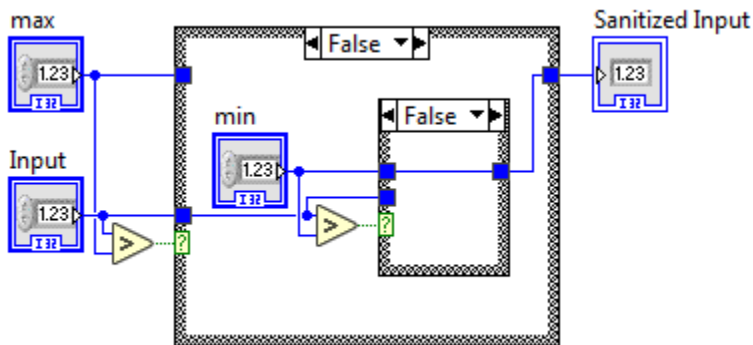 max
Sanitized Input
False
1.23
I32
1.23
I32
False
min
1.23
I32
Input
1.23
I32
>
?
>
?